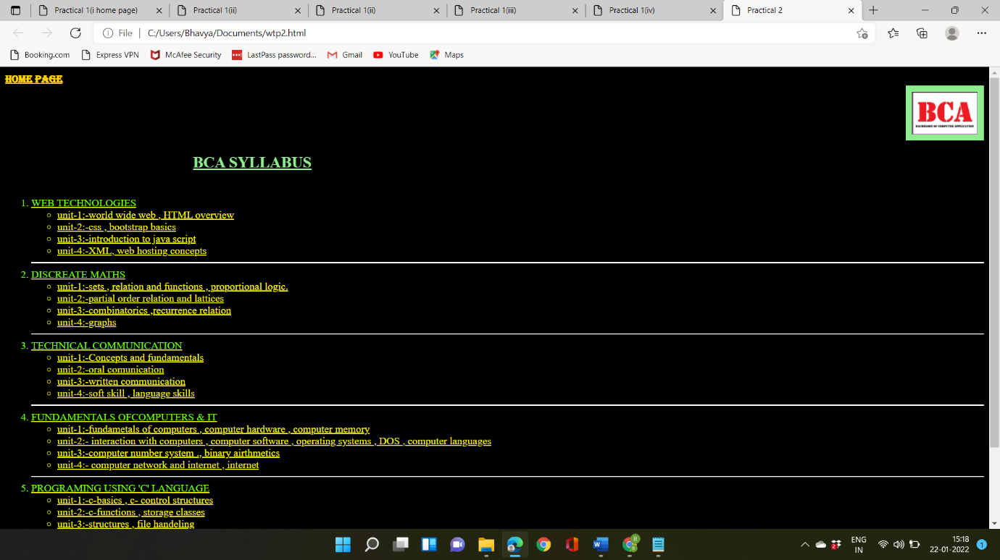 Practical 1(i home page)
Practical 1(ii)
Practical 1(ii)
Practical 1(iii)
Practical 1(iv)
Practical 2
File
C:/Users/Bhavya/Documents/wtp2.html
Booking.com
Express VPN
McAfee Security
LastPass password...
Gmail
YouTube
Maps
HOME PAGE
BCA
BACHELORS OF COMPUTER APPLICATION
BCA SYLLABUS
1. WEB TECHNOLOGIES
unit-1:-world wide web , HTML overview
unit-2:-css , bootstrap basics
unit-3:-introduction to java script
unit-4:-XML, web hosting concepts
2. DISCREATE MATHS
unit-1:-sets , relation and functions , proportional logic.
unit-2:-partial order relation and lattices
unit-3:-combinatorics ,recurrence relation
unit-4:-graphs
3. TECHNICAL COMMUNICATION
unit-1:-Concepts and fundamentals
unit-2:-oral comunication
unit-3:-written communication
unit-4:-soft skill , language skills
4. FUNDAMENTALS OFCOMPUTERS & IT
unit-1:-fundametals of computers , computer hardware , computer memory
unit-2:- interaction with computers , computer software , operating systems , DOS , computer languages
unit-3:-computer number system ., binary airthmetics
unit-4:- computer network and internet , internet
5. PROGRAMING USING 'C' LANGUAGE
unit-1:-c-basics , c- control structures
unit-2:-c-functions , storage classes
unit-3:-structures , file handeling
ENG
IN
15:18
22-01-2022
1